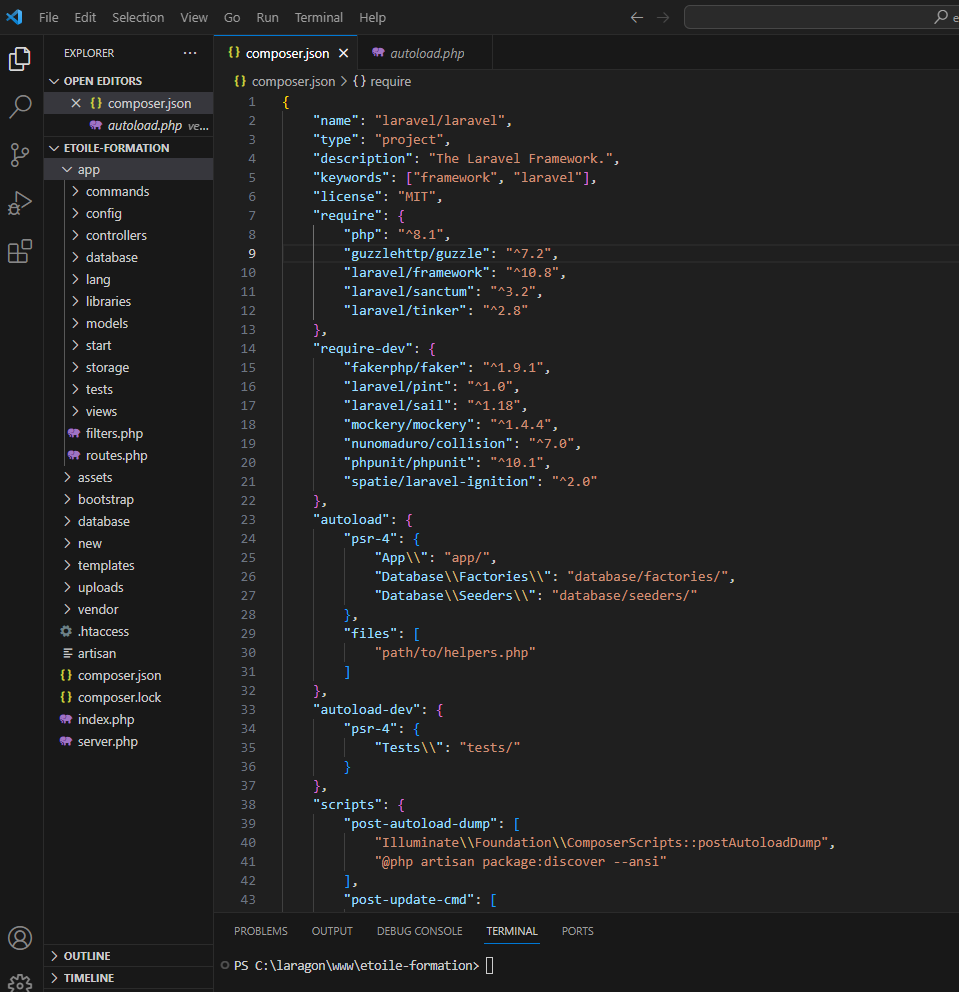 File Edit Selection View Go Run Terminal Help
EXPLORER
OPEN EDITORS
composer.json
autoload.php ve...
ETOILE-FORMATION
app
commands
config
controllers
database
lang
libraries
models
start
storage
tests
views
filters.php
routes.php
assets
bootstrap
database
new
templates
uploads
vendor
.htaccess
artisan
composer.json
composer.lock
index.php
server.php
OUTLINE
TIMELINE
{} composer.json autoload.php
{} composer.json > {} require
1 {
2 "name": "laravel/laravel",
3 "type": "project",
4 "description": "The Laravel Framework.",
5 "keywords": ["framework", "laravel"],
6 "license": "MIT",
7 "require": {
8 "php": "^8.1",
9 "guzzlehttp/guzzle": "^7.2",
10 "laravel/framework": "^10.8",
11 "laravel/sanctum": "^3.2",
12 "laravel/tinker": "^2.8"
13 },
14 "require-dev": {
15 "fakerphp/faker": "^1.9.1",
16 "laravel/pint": "^1.0",
17 "laravel/sail": "^1.18",
18 "mockery/mockery": "^1.4.4",
19 "nunomaduro/collision": "^7.0",
20 "phpunit/phpunit": "^10.1",
21 "spatie/laravel-ignition": "^2.0"
22 },
23 "autoload": {
24 "psr-4": {
25 "App\\": "app/",
26 "Database\\Factories\\": "database/factories/",
27 "Database\\Seeders\\": "database/seeders/"
28 },
29 "files": [
30 "path/to/helpers.php"
31 ]
32 },
33 "autoload-dev": {
34 "psr-4": {
35 "Tests\\": "tests/"
36 }
37 },
38 "scripts": {
39 "post-autoload-dump": [
40 "Illuminate\\Foundation\\ComposerScripts::postAutoloadDump",
41 "@php artisan package:discover --ansi"
42 ],
43 "post-update-cmd": [
PROBLEMS OUTPUT DEBUG CONSOLE TERMINAL PORTS
PS C:\laragon\www\etoile-formation>